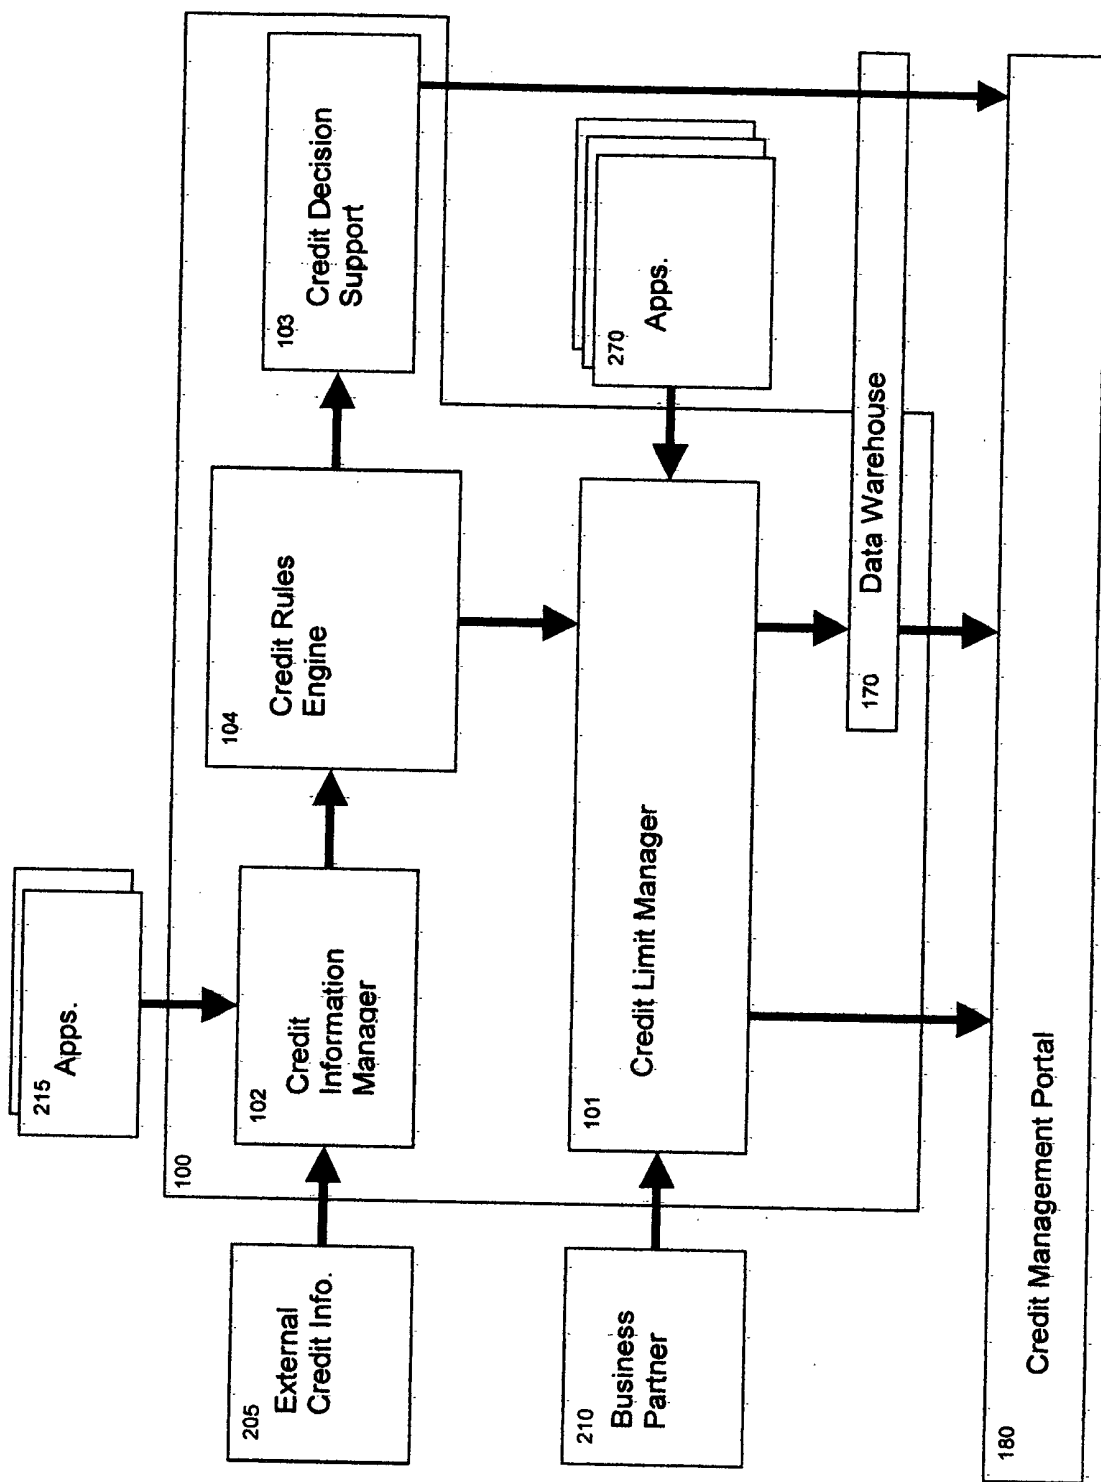 215
Apps.
100
205
External
Credit Info.
102
Credit
Information
Manager
104
Credit Rules
Engine
103
Credit Decision
Support
210
Business
Partner
101
Credit Limit Manager
270
Apps.
170
Data Warehouse
180
Credit Management Portal